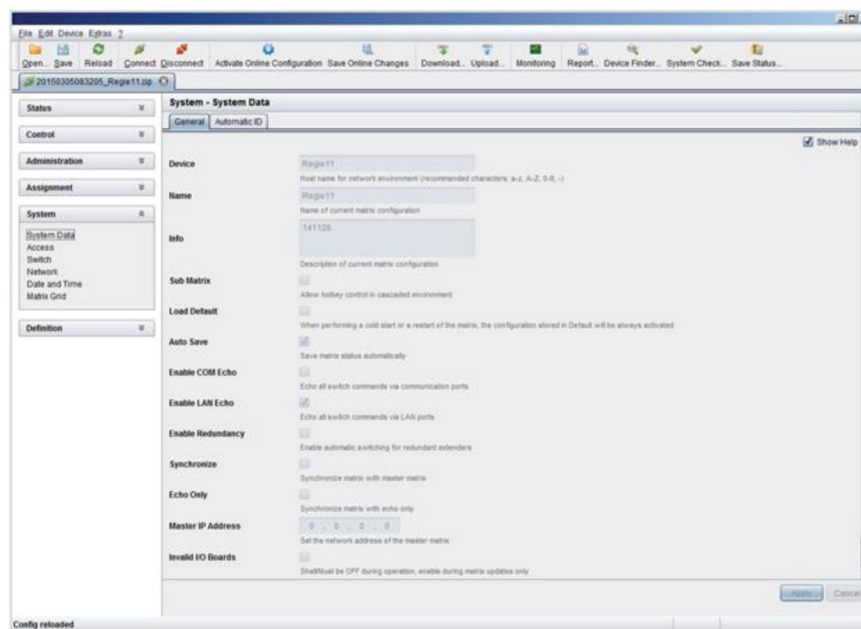 File Edit Device Extras ?
Open... Save Reload Connect Disconnect Activate Online Configuration Save Online Changes Download... Upload... Monitoring Report... Device Finder... System Check... Save Status...
20150305083205_Regie11.zip
Status
Control
Administration
Assignment
System
System Data
Access
Switch
Network
Date and Time
Matrix Grid
Definition
System - System Data
General Automatic ID
Show Help
Device Regie11
Host name for network environment (recommended characters: a-z, A-Z, 0-9, -)
Name Regie11
Name of current matrix configuration
Info 141128
Description of current matrix configuration
Sub Matrix
Allow hotkey control in cascaded environment
Load Default
When performing a cold start or a restart of the matrix, the configuration stored in Default will be always activated
Auto Save
Save matrix status automatically
Enable COM Echo
Echo all switch commands via communication ports
Enable LAN Echo
Echo all switch commands via LAN ports
Enable Redundancy
Enable automatic switching for redundant extenders
Synchronize
Synchronize matrix with master matrix
Echo Only
Synchronize matrix with echo only
Master IP Address 0 . 0 . 0 . 0
Set the network address of the master matrix
Invalid I/O Boards
Shall/Must be OFF during operation, enable during matrix updates only
Apply Cancel
Config reloaded